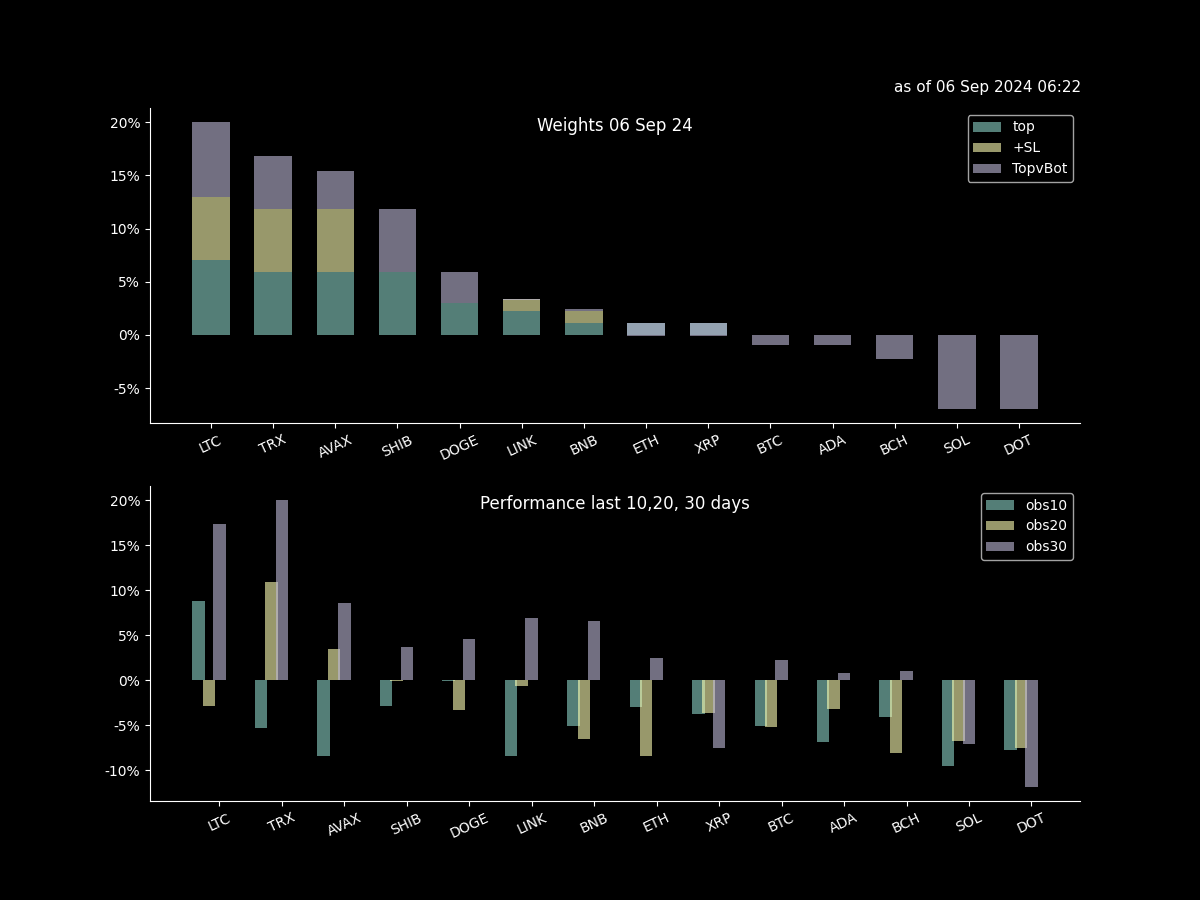 as of 06 Sep 2024 06:22
Weights 06 Sep 24
top
+SL
TopvBot
20%
15%
10%
5%
0%
-5%
LTC TRX AVAX SHIB DOGE LINK BNB ETH XRP BTC ADA BCH SOL DOT
Performance last 10,20, 30 days
obs10
obs20
obs30
20%
15%
10%
5%
0%
-5%
-10%
LTC TRX AVAX SHIB DOGE LINK BNB ETH XRP BTC ADA BCH SOL DOT